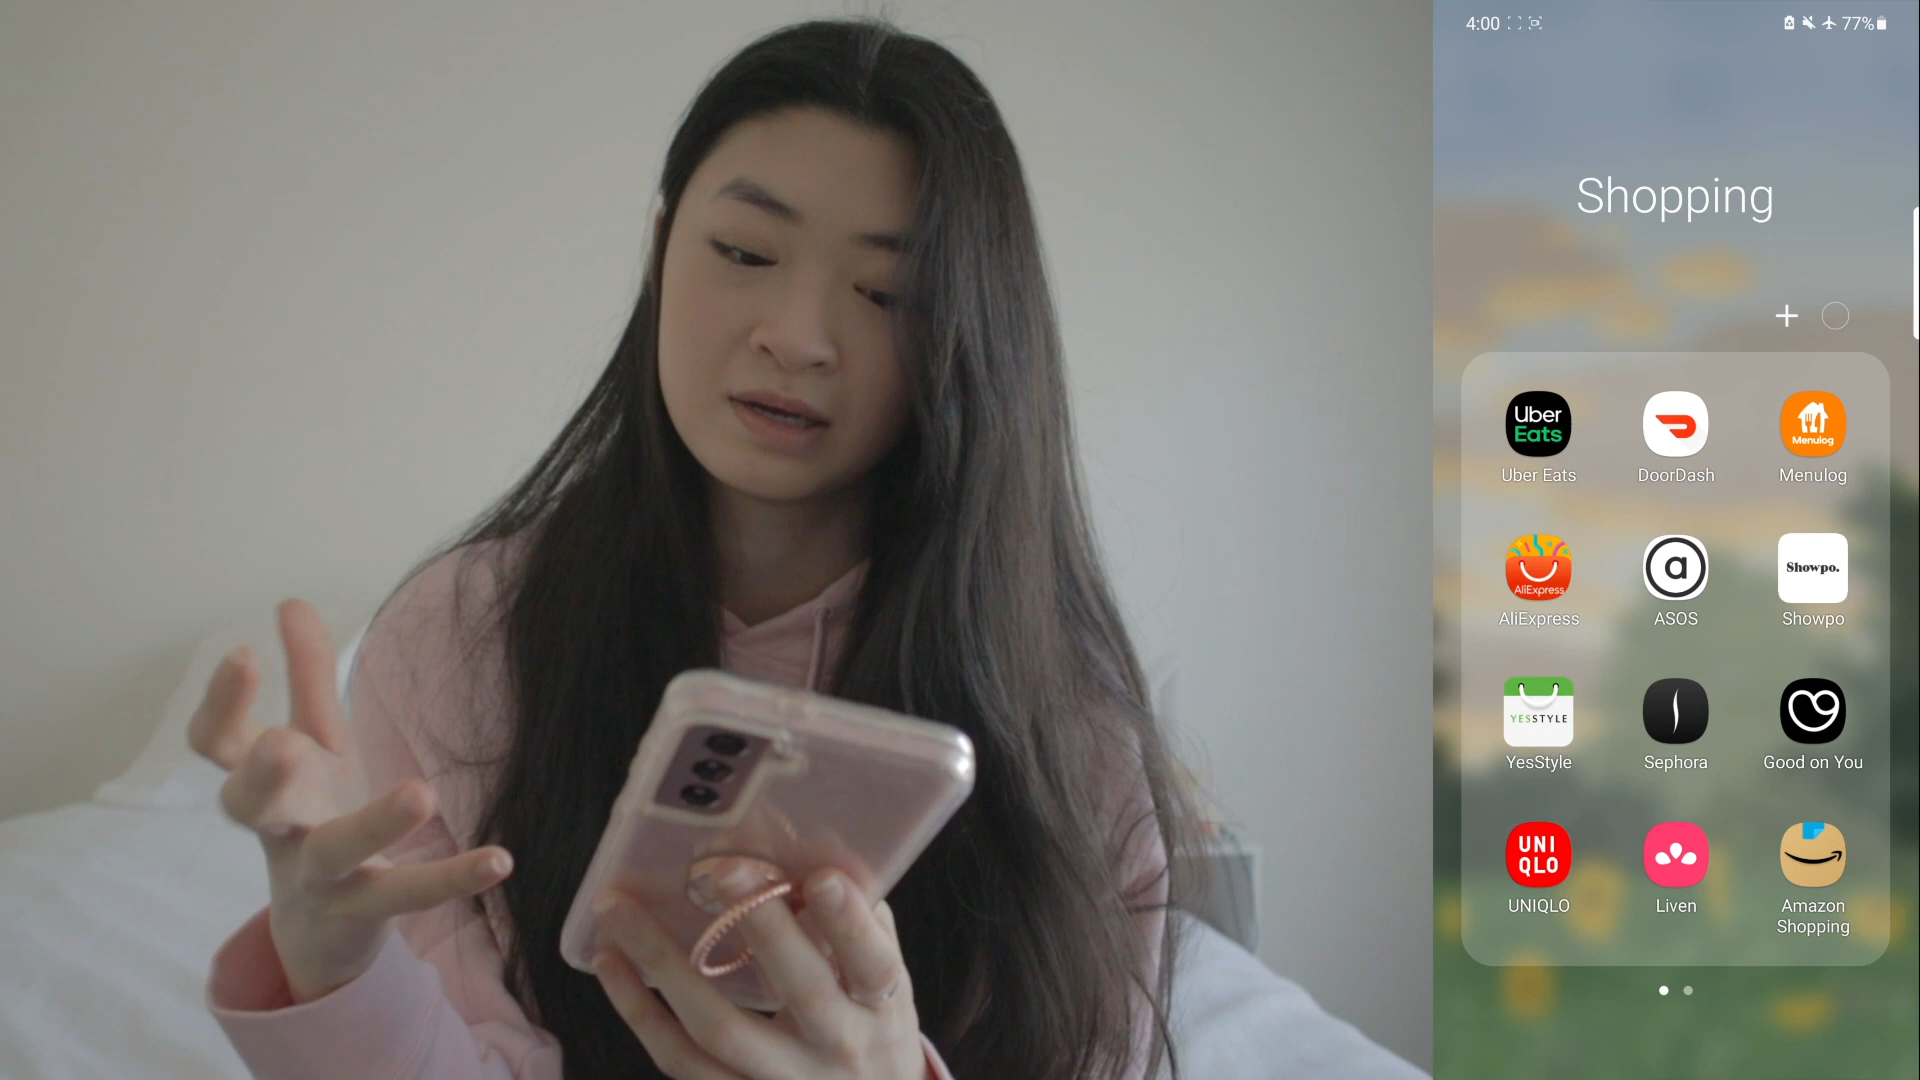 4:00
77%
Shopping
Uber
Eats
Menulog
Uber Eats
DoorDash
Menulog
AliExpress
a
Showpo.
AliExpress
ASOS
Showpo
YESSTYLE
YesStyle
Sephora
Good on You
UNI
QLO
UNIQLO
Liven
Amazon
Shopping